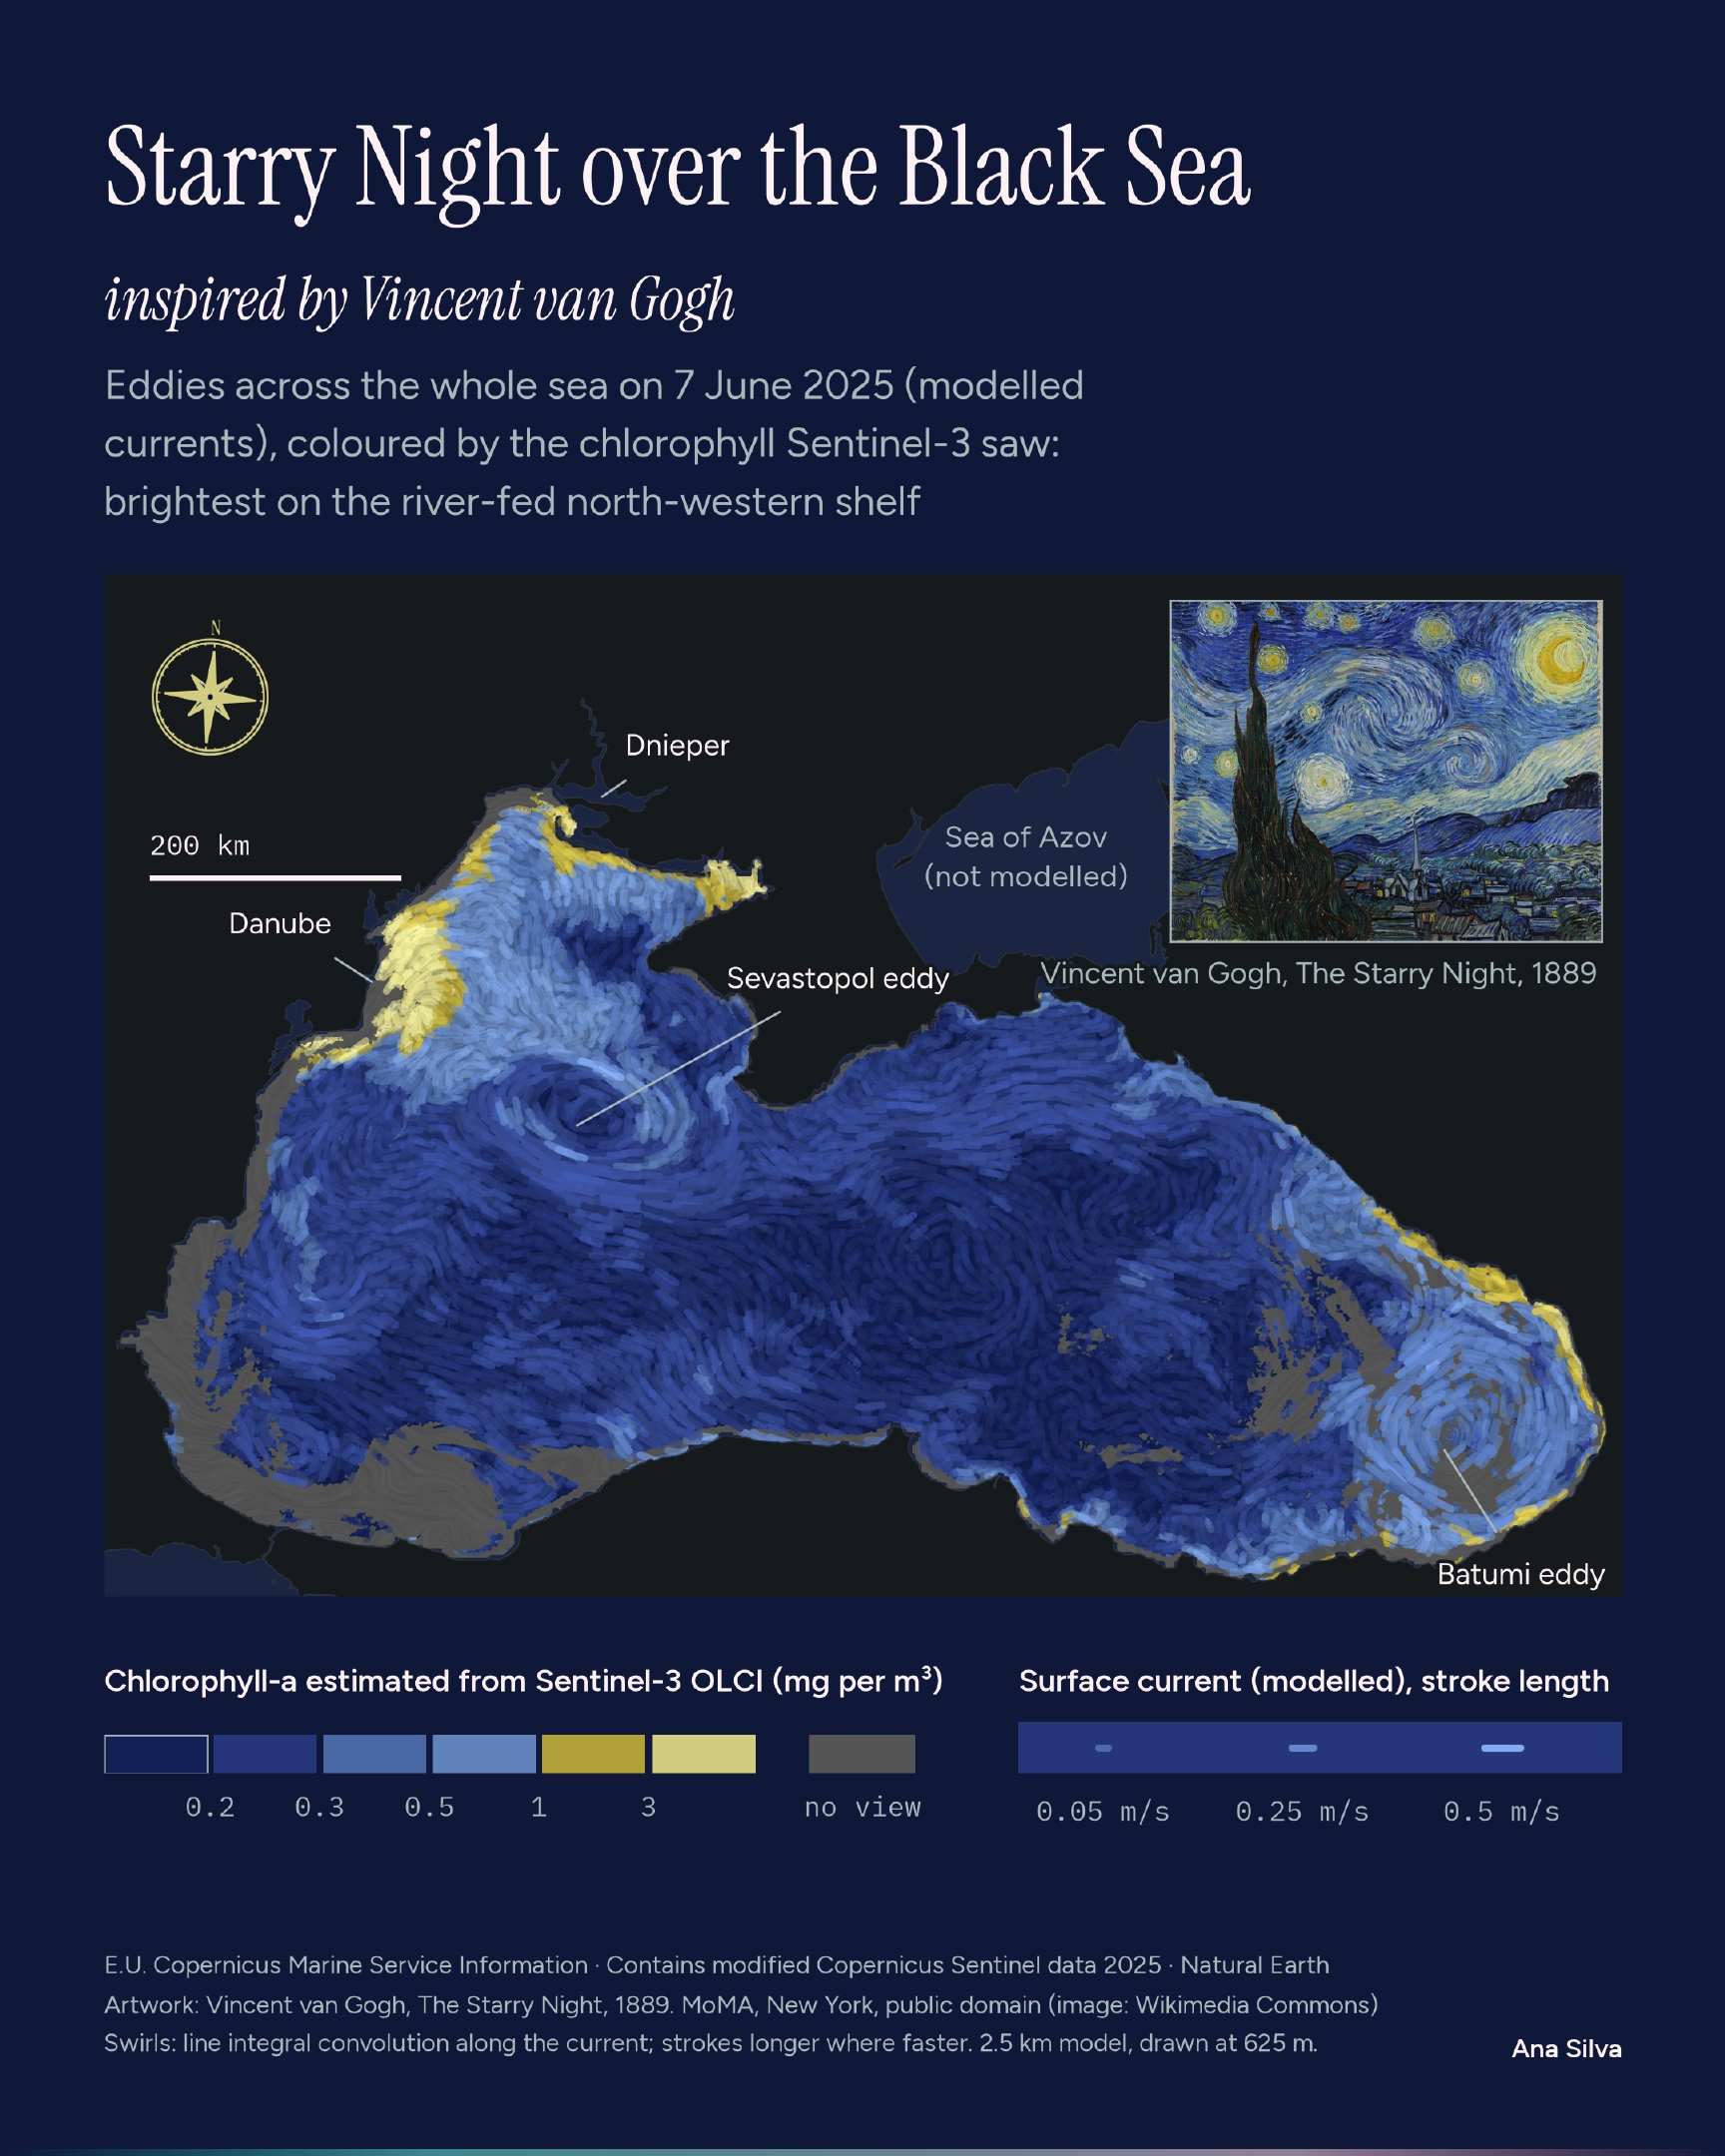 Starry Night over the Black Sea
inspired by Vincent van Gogh
Eddies across the whole sea on 7 June 2025 (modelled
currents), coloured by the chlorophyll Sentinel-3 saw:
brightest on the river-fed north-western shelf
N
Dnieper
200 km
Sea of Azov
(not modelled)
Danube
Sevastopol eddy
Vincent van Gogh, The Starry Night, 1889
Batumi eddy
Chlorophyll-a estimated from Sentinel-3 OLCI (mg per m³)
0.2 0.3 0.5 1 3 no view
Surface current (modelled), stroke length
0.05 m/s 0.25 m/s 0.5 m/s
E.U. Copernicus Marine Service Information · Contains modified Copernicus Sentinel data 2025 · Natural Earth
Artwork: Vincent van Gogh, The Starry Night, 1889. MoMA, New York, public domain (image: Wikimedia Commons)
Swirls: line integral convolution along the current; strokes longer where faster. 2.5 km model, drawn at 625 m.
Ana Silva